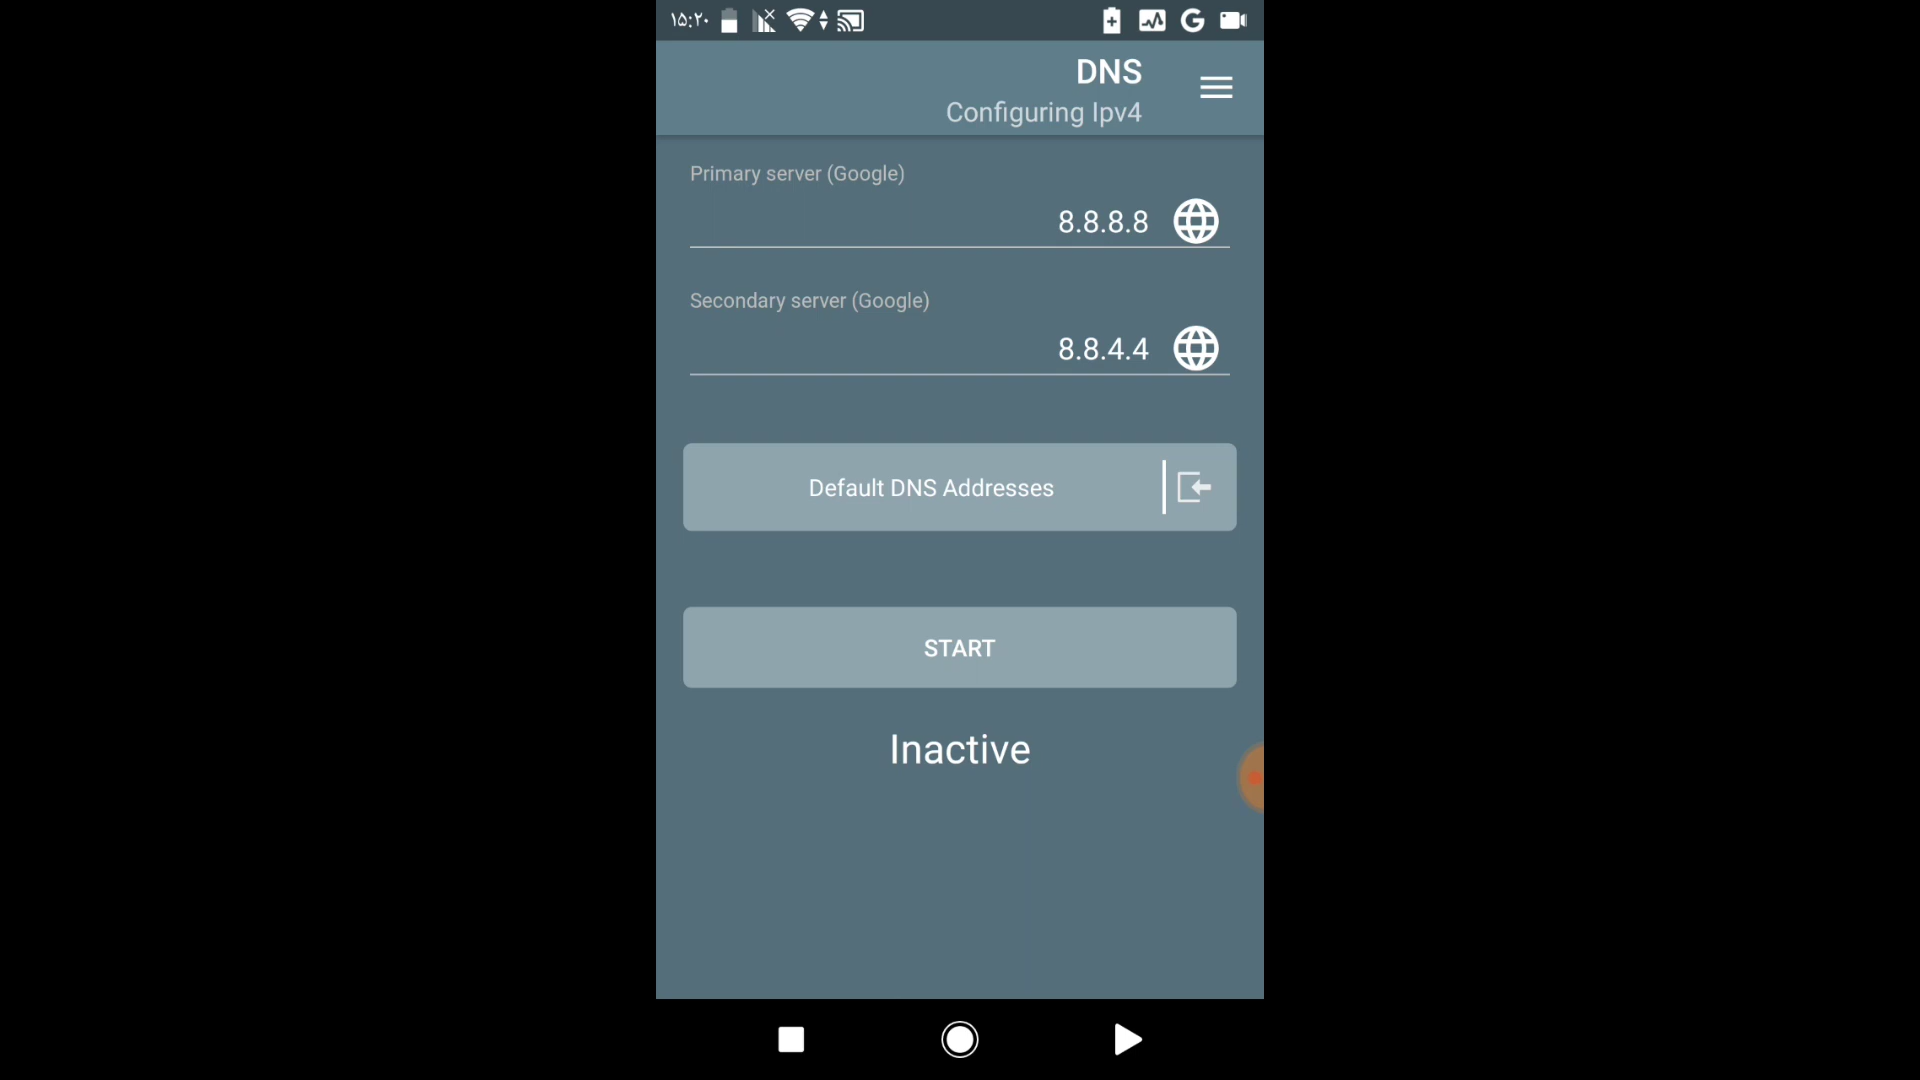 ۱۵:۲۰
DNS
Configuring Ipv4
Primary server (Google)
8.8.8.8
Secondary server (Google)
8.8.4.4
Default DNS Addresses
START
Inactive